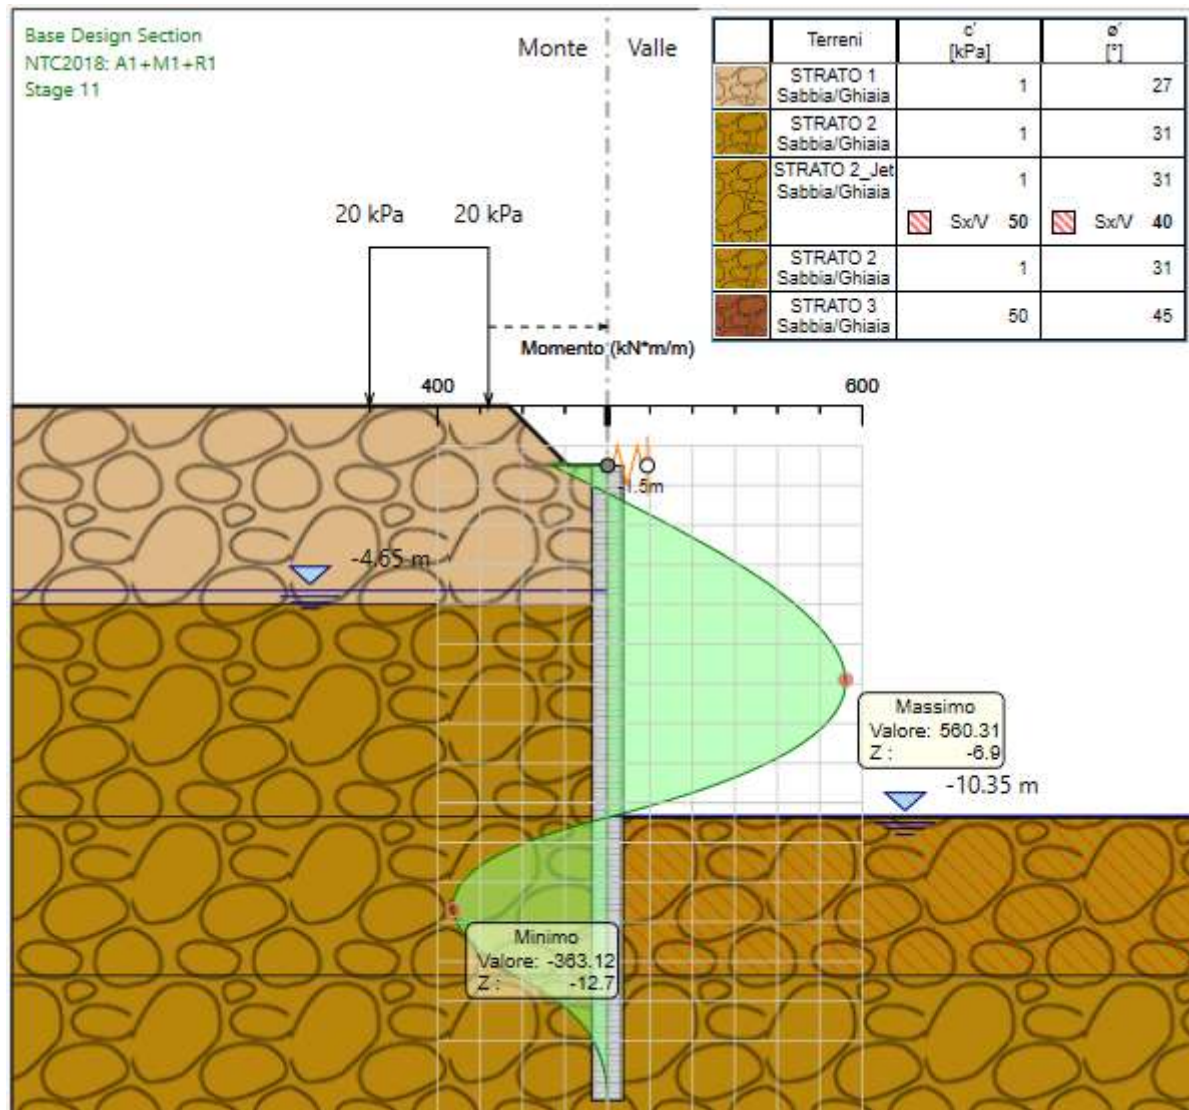 Base Design Section
NTC2018: A1+M1+R1
Stage 11
Monte
Valle
Terreni
c'
[kPa]
ø'
[°]
STRATO 1
Sabbia/Ghiaia
1
27
STRATO 2
Sabbia/Ghiaia
1
31
STRATO 2_Jet
Sabbia/Ghiaia
1
31
Sx/V 50
Sx/V 40
STRATO 2
Sabbia/Ghiaia
1
31
STRATO 3
Sabbia/Ghiaia
50
45
20 kPa
20 kPa
Momento (kN*m/m)
400
600
-1.5m
-4.65 m
Massimo
Valore: 560.31
Z : -6.9
-10.35 m
Minimo
Valore: -363.12
Z : -12.7